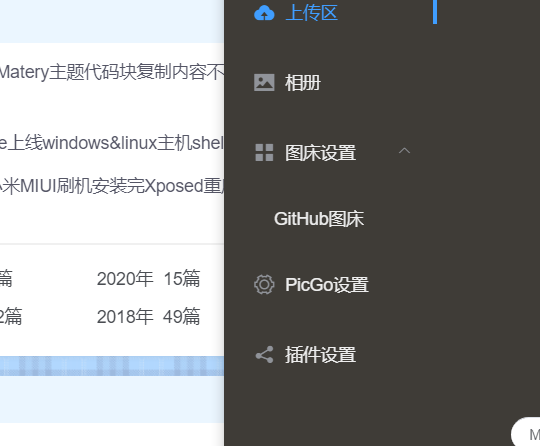 Matery主题代码块复制内容不
e上线windows&linux主机shel
小米MIUI刷机安装完Xposed重
篇 2020年 15篇
2篇 2018年 49篇
上传区
相册
图床设置
GitHub图床
PicGo设置
插件设置
M